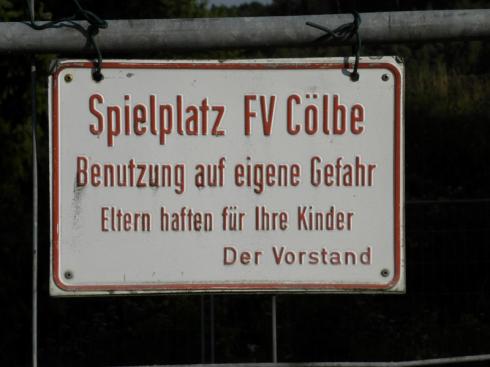 Spielplatz FV Cölbe
Benutzung auf eigene Gefahr
Eltern haften für Ihre Kinder
Der Vorstand